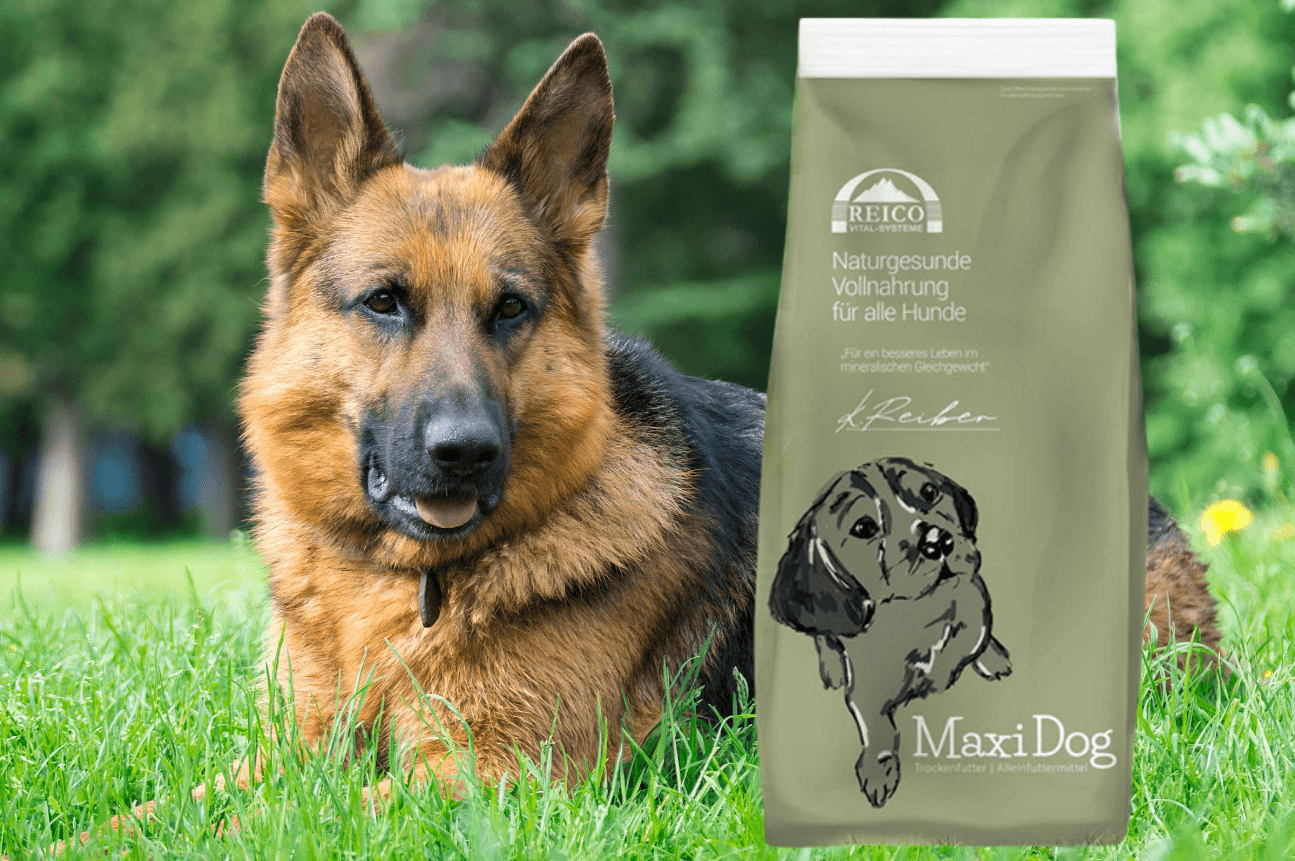 REICO
VITAL-SYSTEME
Naturgesunde
Vollnahrung
für alle Hunde
„Für ein besseres Leben im
mineralischen Gleichgewicht“
K.Reiber
MaxiDog
Trockenfutter | Alleinfuttermittel